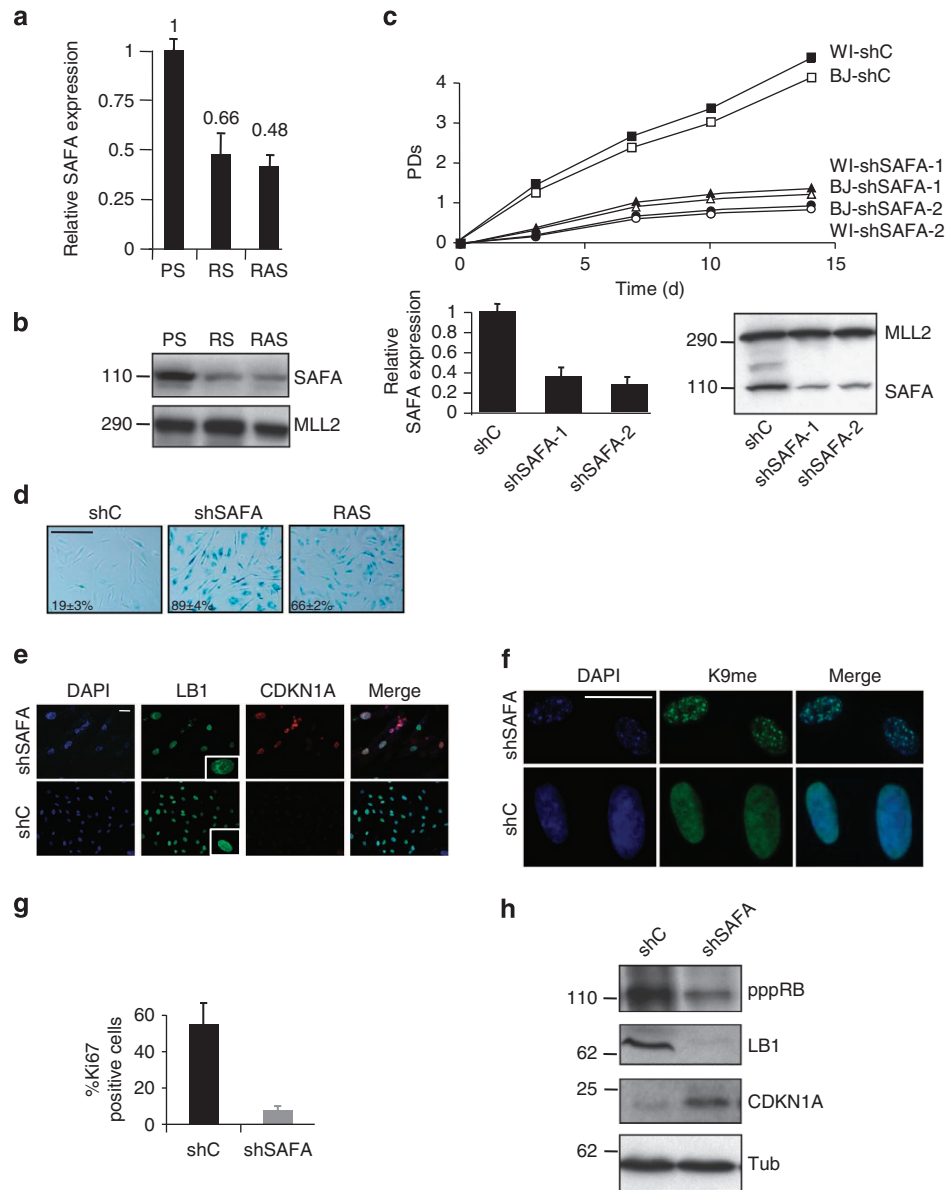 a
Relative SAFA expression
1
0.75
0.5
0.25
0
1
0.66
0.48
PS RS RAS
b
PS RS RAS
110
SAFA
290
MLL2
c
PDs
4
3
2
1
0
0 5 10 15
Time (d)
WI-shC
BJ-shC
WI-shSAFA-1
BJ-shSAFA-1
BJ-shSAFA-2
WI-shSAFA-2
Relative
SAFA expression
1
0.8
0.6
0.4
0.2
0
shC
shSAFA-1
shSAFA-2
290
110
MLL2
SAFA
shC
shSAFA-1
shSAFA-2
d
shC shSAFA RAS
19±3% 89±4% 66±2%
e
DAPI LB1 CDKN1A Merge
shSAFA
shC
f
DAPI K9me Merge
shSAFA
shC
g
%Ki67
positive cells
60
40
20
0
shC shSAFA
h
shC shSAFA
110
pppRB
62
LB1
25
CDKN1A
62
Tub